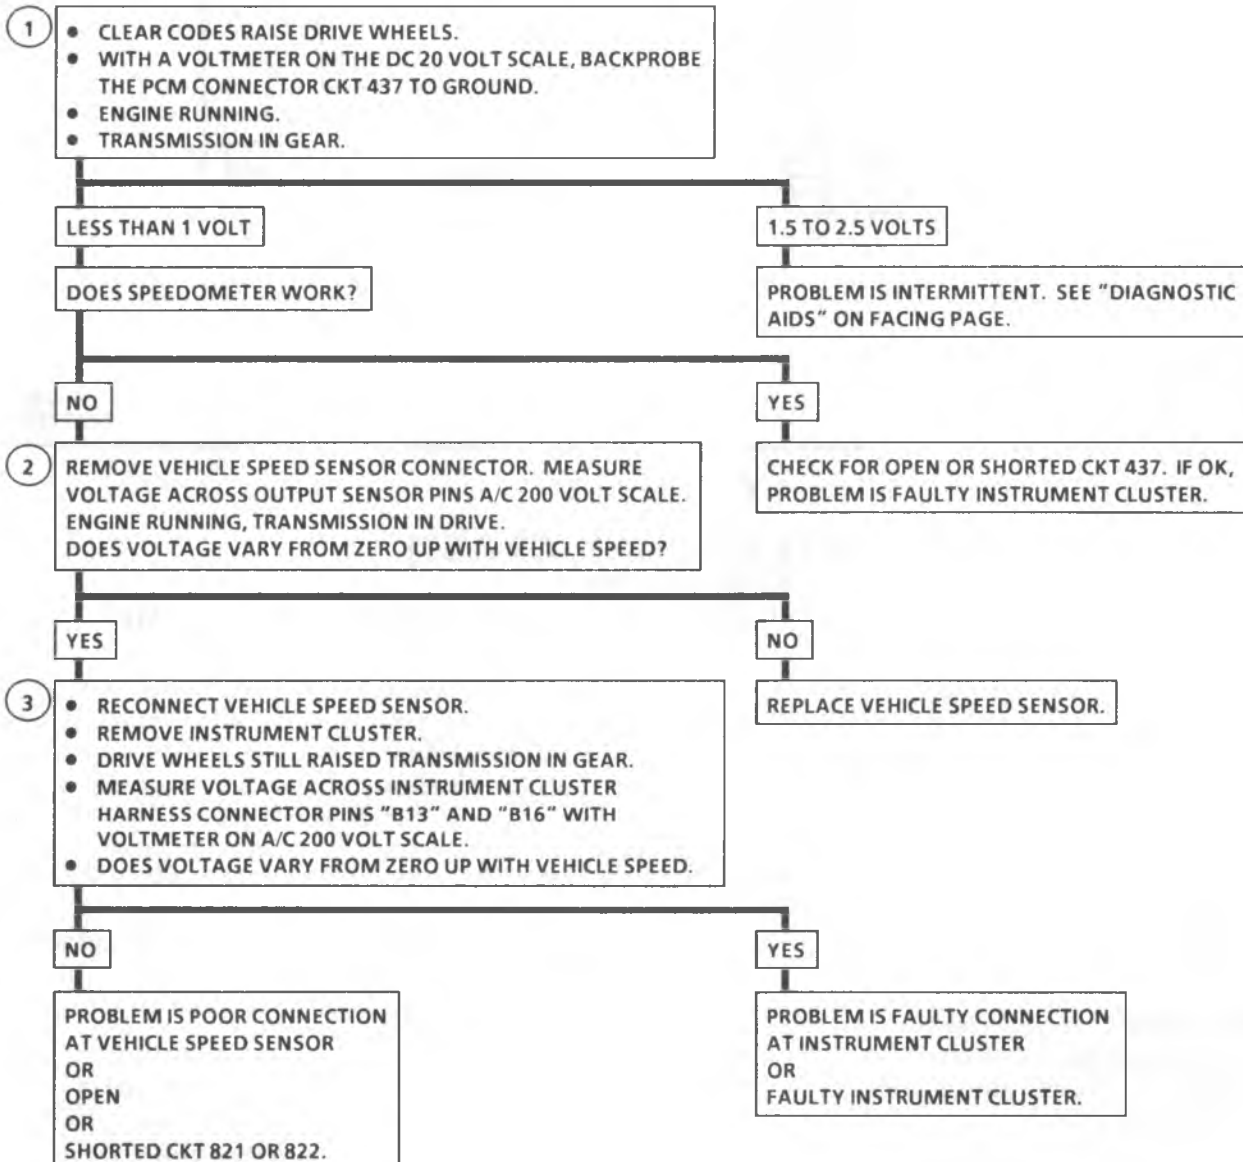 1
• CLEAR CODES RAISE DRIVE WHEELS.
• WITH A VOLTMETER ON THE DC 20 VOLT SCALE, BACKPROBE
THE PCM CONNECTOR CKT 437 TO GROUND.
• ENGINE RUNNING.
• TRANSMISSION IN GEAR.
LESS THAN 1 VOLT
1.5 TO 2.5 VOLTS
DOES SPEEDOMETER WORK?
PROBLEM IS INTERMITTENT. SEE "DIAGNOSTIC
AIDS" ON FACING PAGE.
NO
YES
2
REMOVE VEHICLE SPEED SENSOR CONNECTOR. MEASURE
VOLTAGE ACROSS OUTPUT SENSOR PINS A/C 200 VOLT SCALE.
ENGINE RUNNING, TRANSMISSION IN DRIVE.
DOES VOLTAGE VARY FROM ZERO UP WITH VEHICLE SPEED?
CHECK FOR OPEN OR SHORTED CKT 437. IF OK,
PROBLEM IS FAULTY INSTRUMENT CLUSTER.
YES
NO
3
• RECONNECT VEHICLE SPEED SENSOR.
• REMOVE INSTRUMENT CLUSTER.
• DRIVE WHEELS STILL RAISED TRANSMISSION IN GEAR.
• MEASURE VOLTAGE ACROSS INSTRUMENT CLUSTER
HARNESS CONNECTOR PINS "B13" AND "B16" WITH
VOLTMETER ON A/C 200 VOLT SCALE.
• DOES VOLTAGE VARY FROM ZERO UP WITH VEHICLE SPEED.
REPLACE VEHICLE SPEED SENSOR.
NO
YES
PROBLEM IS POOR CONNECTION
AT VEHICLE SPEED SENSOR
OR
OPEN
OR
SHORTED CKT 821 OR 822.
PROBLEM IS FAULTY CONNECTION
AT INSTRUMENT CLUSTER
OR
FAULTY INSTRUMENT CLUSTER.